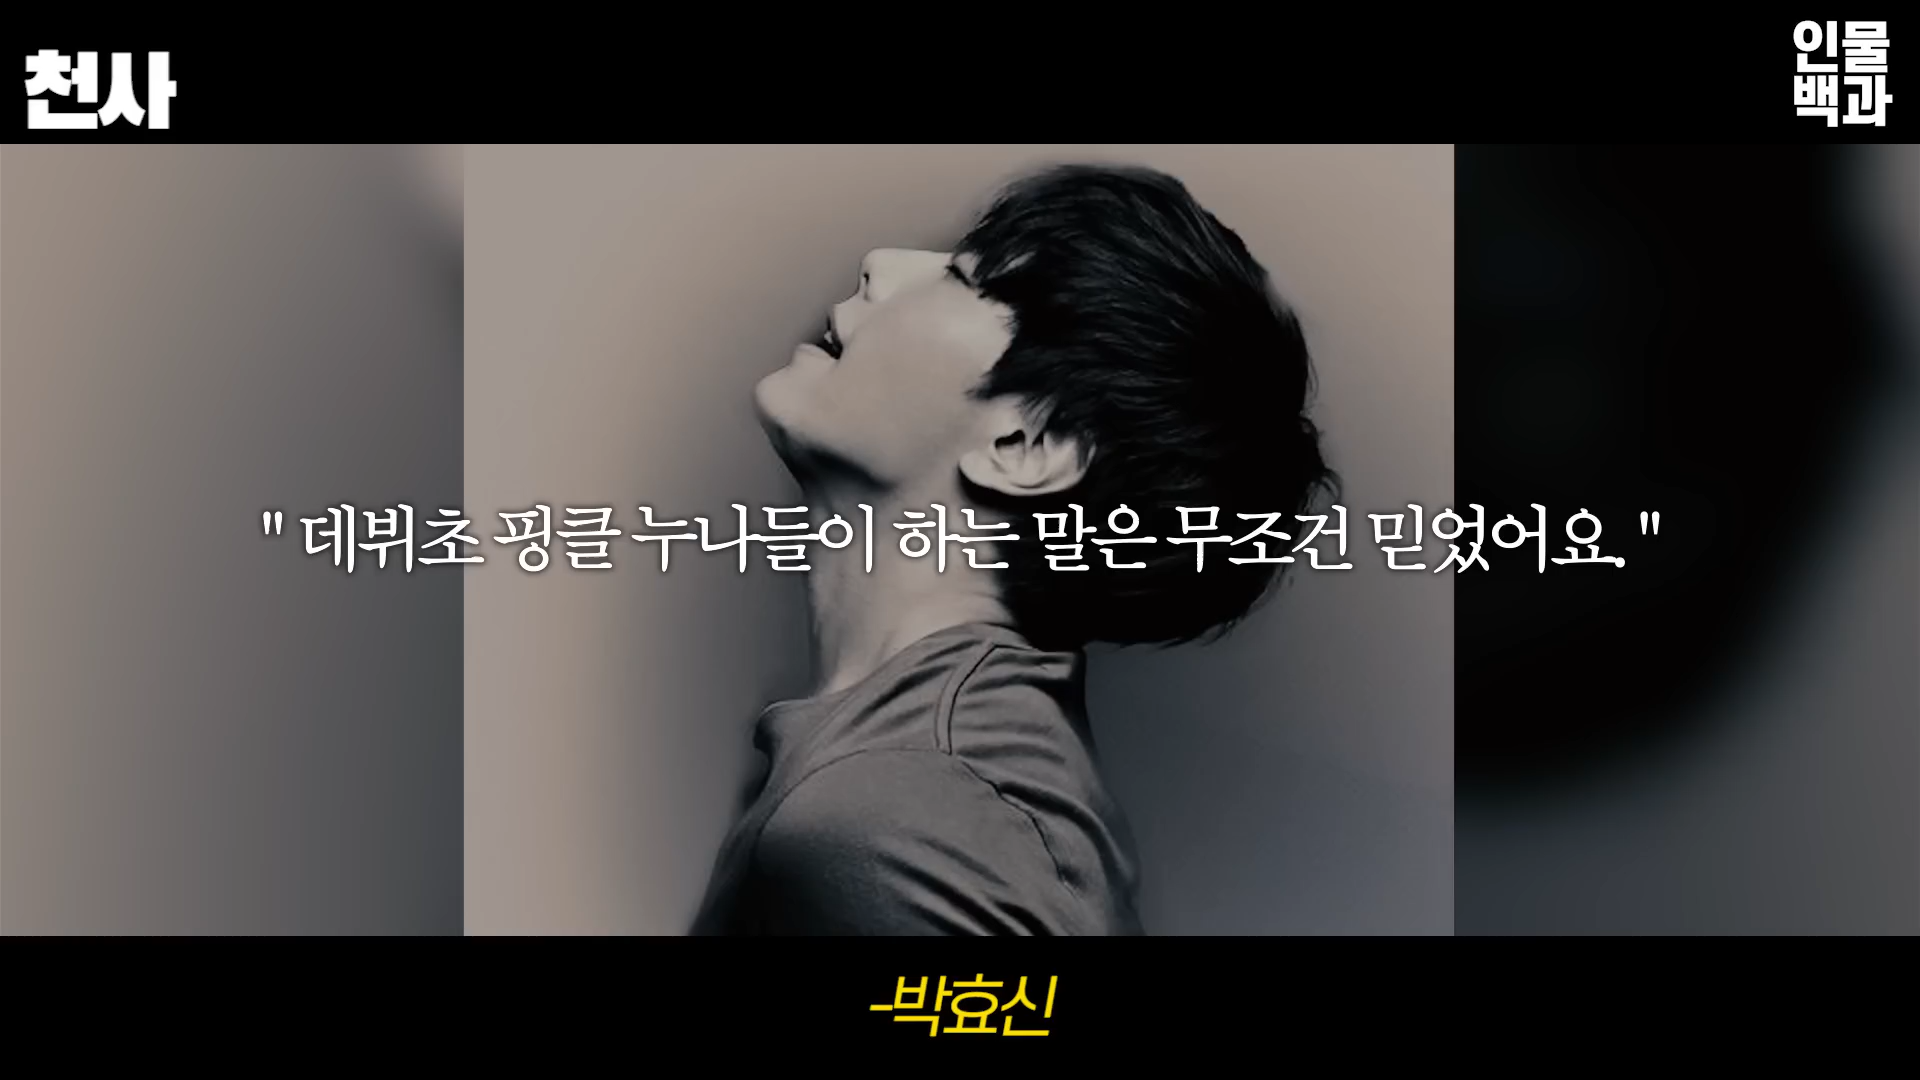 천사
인물
백과
" 데뷔초 핑클 누나들이 하는 말은 무조건 믿었어요. "
-박효신